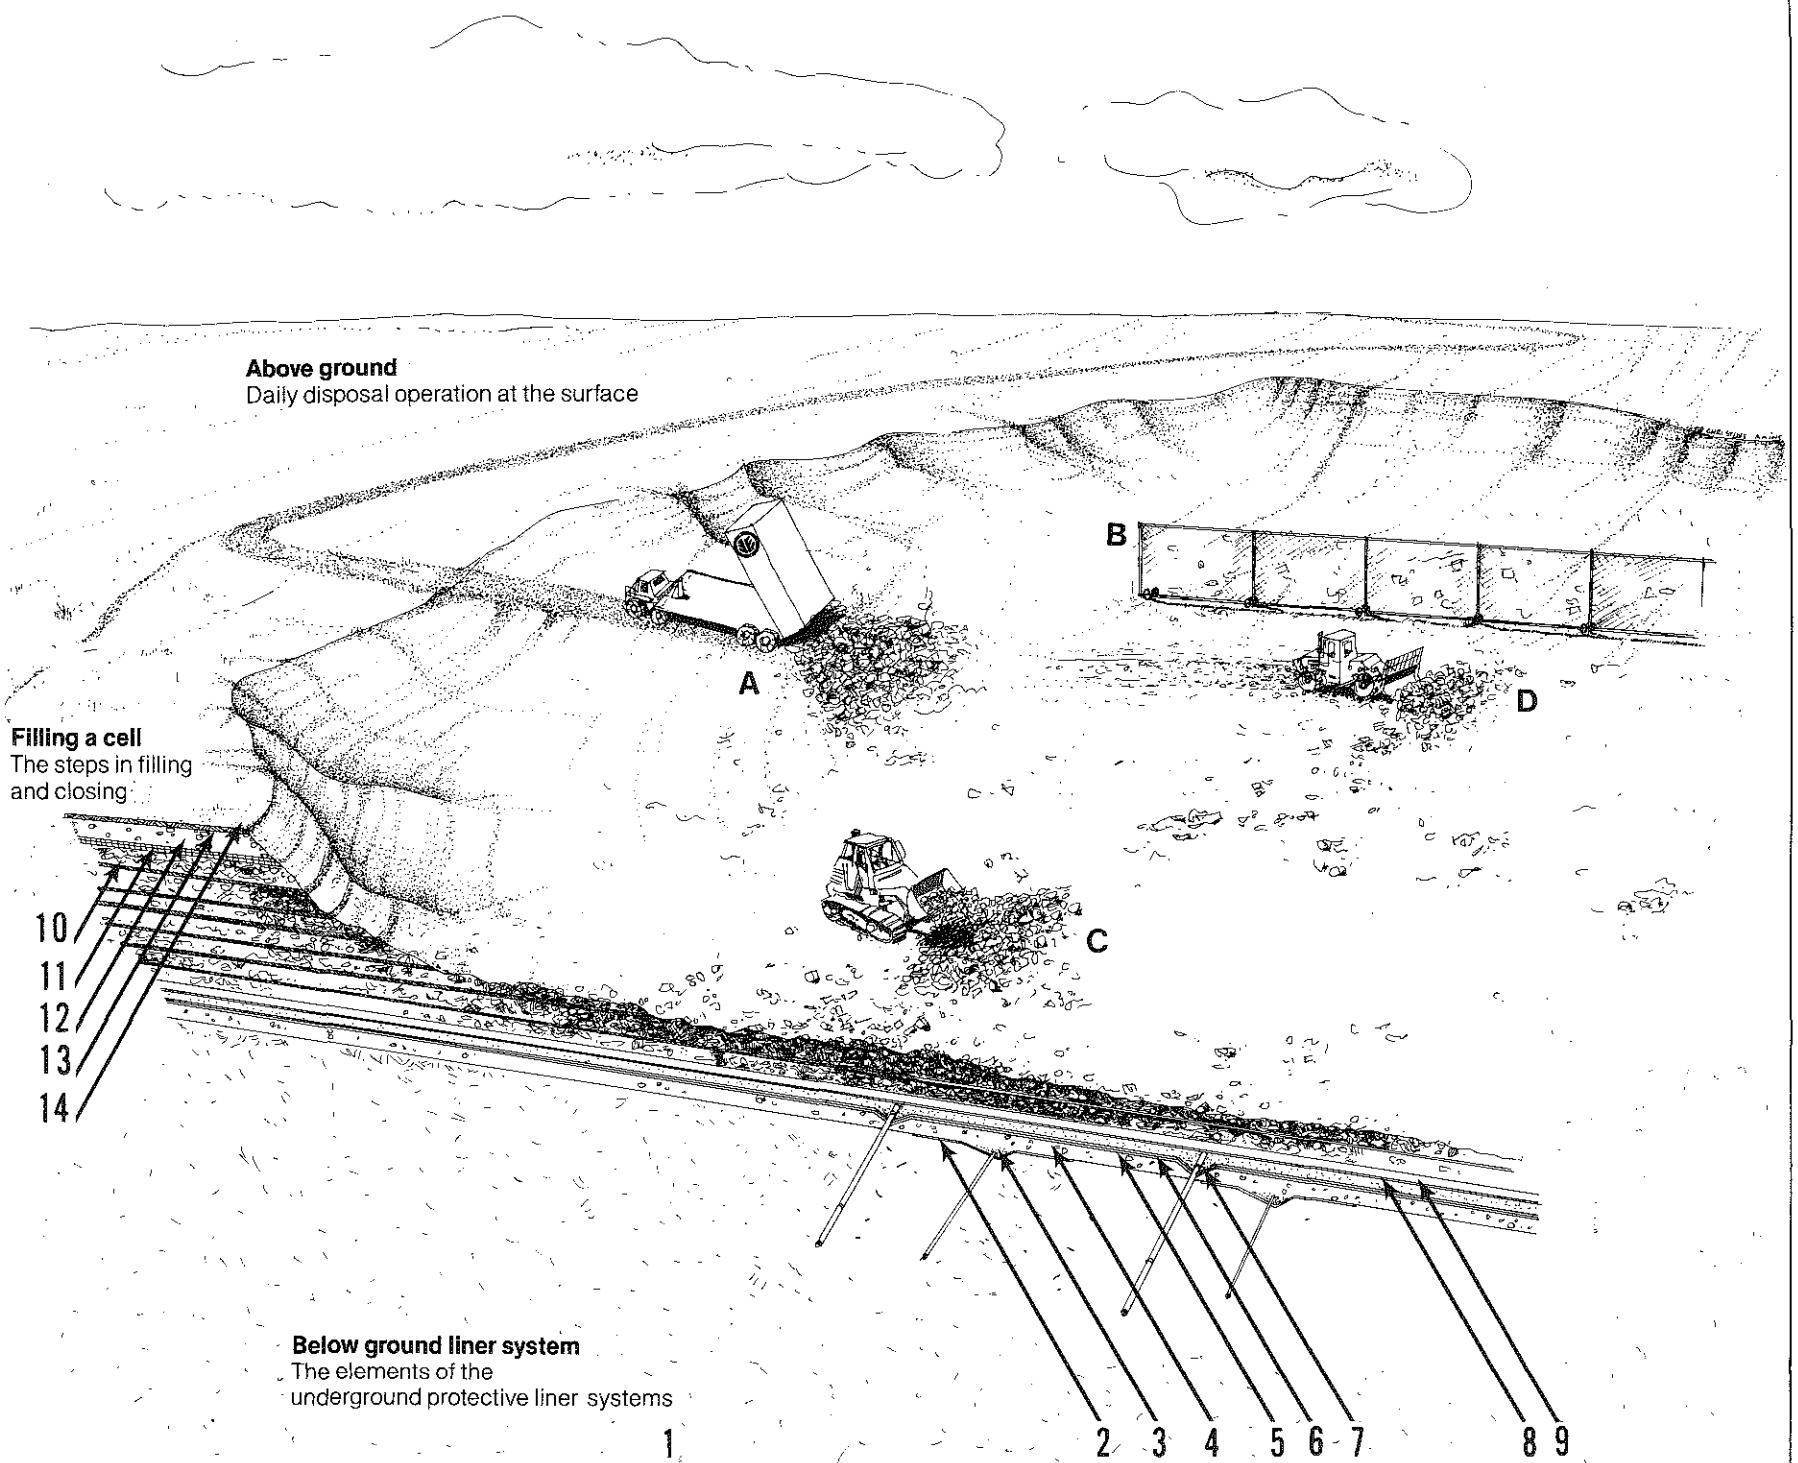 Above ground
Daily disposal operation at the surface
B
A
D
Filling a cell
The steps in filling
and closing
C
10
11
12
13
14
Below ground liner system
The elements of the
underground protective liner systems
1 2 3 4 5 6 7 8 9